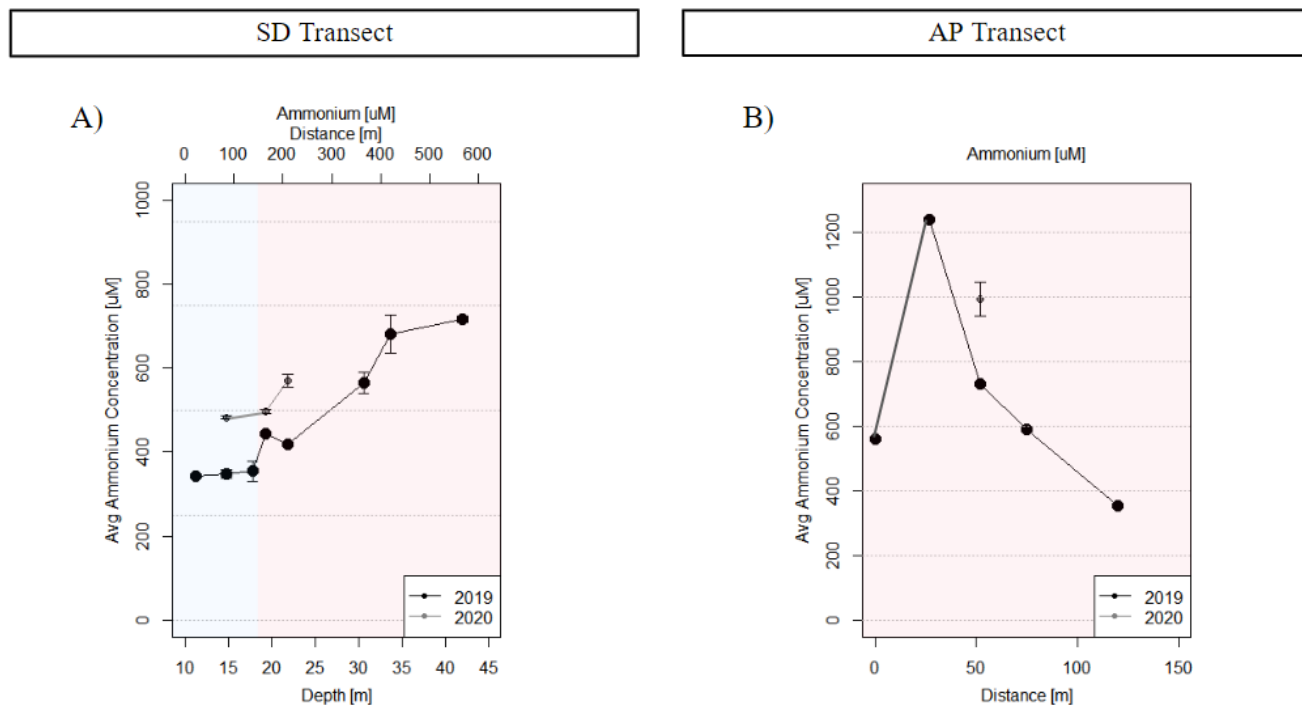 SD Transect
AP Transect
A)
Ammonium [uM]
Distance [m]
0 100 200 300 400 500 600
Avg Ammonium Concentration [uM]
1000
800
600
400
200
0
2019
2020
10 15 20 25 30 35 40 45
Depth [m]
B)
Ammonium [uM]
Avg Ammonium Concentration [uM]
1200
1000
800
600
400
200
0
2019
2020
0 50 100 150
Distance [m]